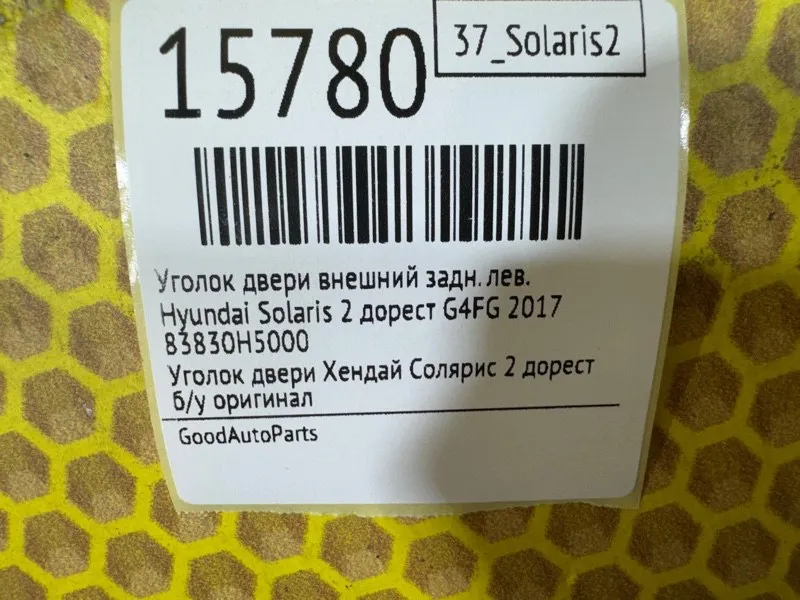 15780
37_Solaris2
Уголок двери внешний задн. лев.
Hyundai Solaris 2 дорест G4FG 2017
83830H5000
Уголок двери Хендай Солярис 2 дорест
б/у оригинал
GoodAutoParts